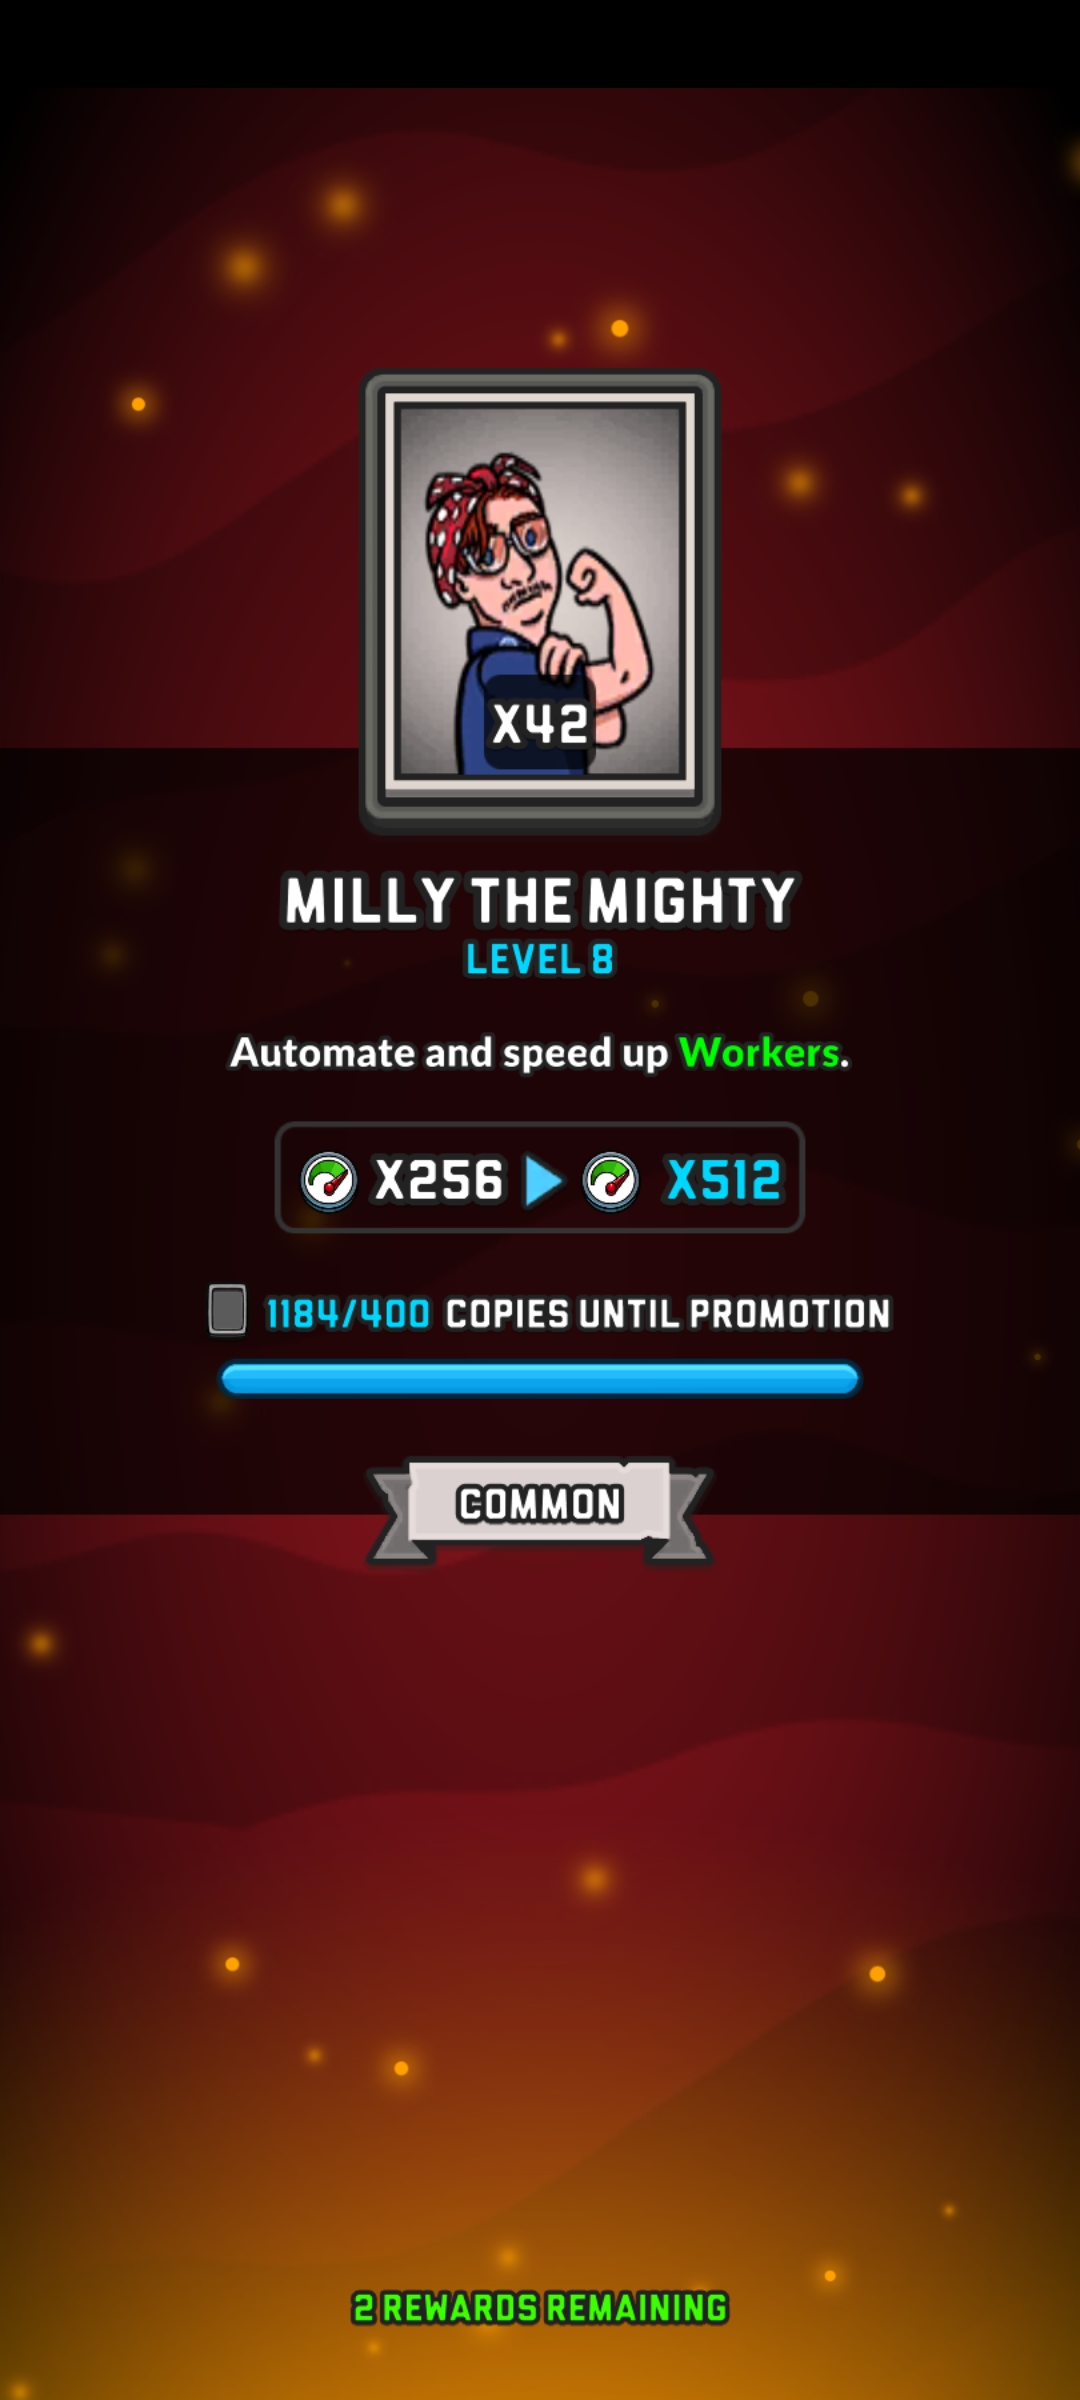 X42
MILLY THE MIGHTY
LEVEL 8
Automate and speed up Workers.
X256 X512
1184/400 COPIES UNTIL PROMOTION
COMMON
2 REWARDS REMAINING